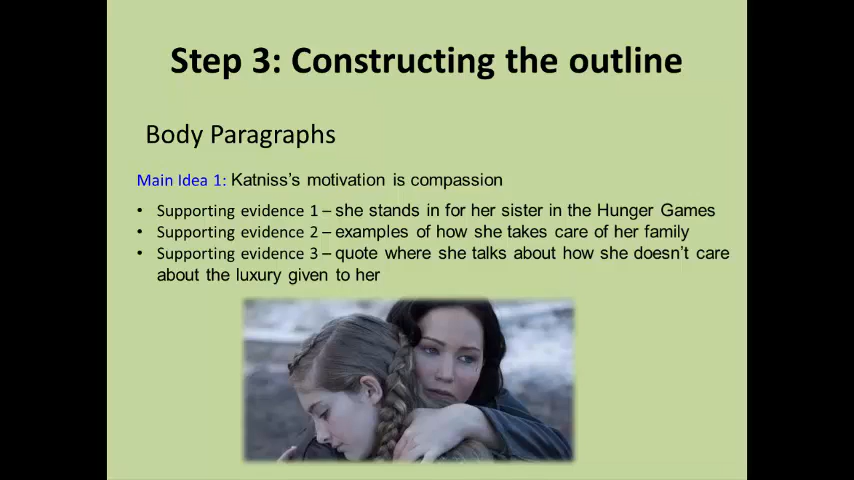 Step 3: Constructing the outline
Body Paragraphs
Main Idea 1: Katniss's motivation is compassion
• Supporting evidence 1 – she stands in for her sister in the Hunger Games
• Supporting evidence 2 – examples of how she takes care of her family
• Supporting evidence 3 – quote where she talks about how she doesn't care
about the luxury given to her